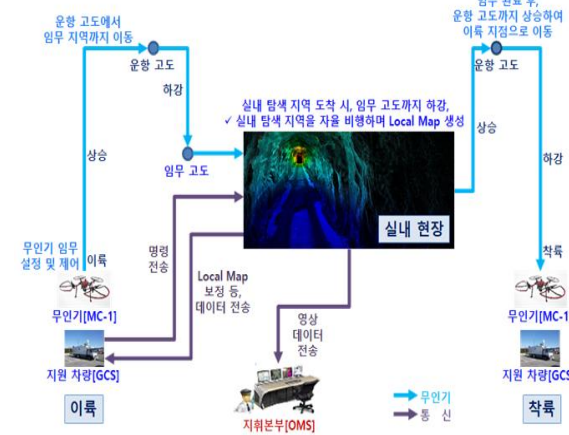 운항 고도에서
임무 지역까지 이동
운항 고도
하강
상승
임무 고도
실내 탐색 지역 도착 시, 임무 고도까지 하강,
✓ 실내 탐색 지역을 자율 비행하며 Local Map 생성
실내 현장
임무 완료 후,
운항 고도까지 상승하여
이륙 지점으로 이동
운항 고도
상승
하강
무인기 임무
설정 및 제어
이륙
무인기[MC-1]
지원 차량[GCS]
이륙
명령
전송
Local Map
보정 등,
데이터 전송
영상
데이터
전송
지휘본부[OMS]
착륙
무인기[MC-1
지원 차량[GCS
착륙
무인기
통 신